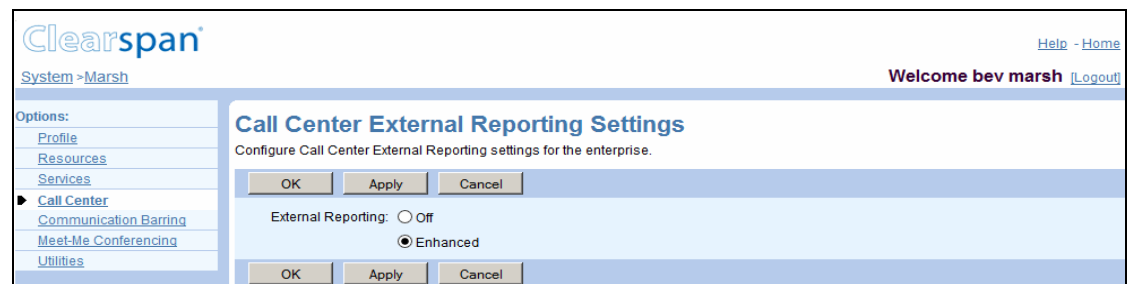 Clearspan
Help - Home
System >Marsh
Welcome bev marsh [Logout]
Options:
Profile
Resources
Services
Call Center
Communication Barring
Meet-Me Conferencing
Utilities
Call Center External Reporting Settings
Configure Call Center External Reporting settings for the enterprise.
OK Apply Cancel
External Reporting: Off
Enhanced
OK Apply Cancel